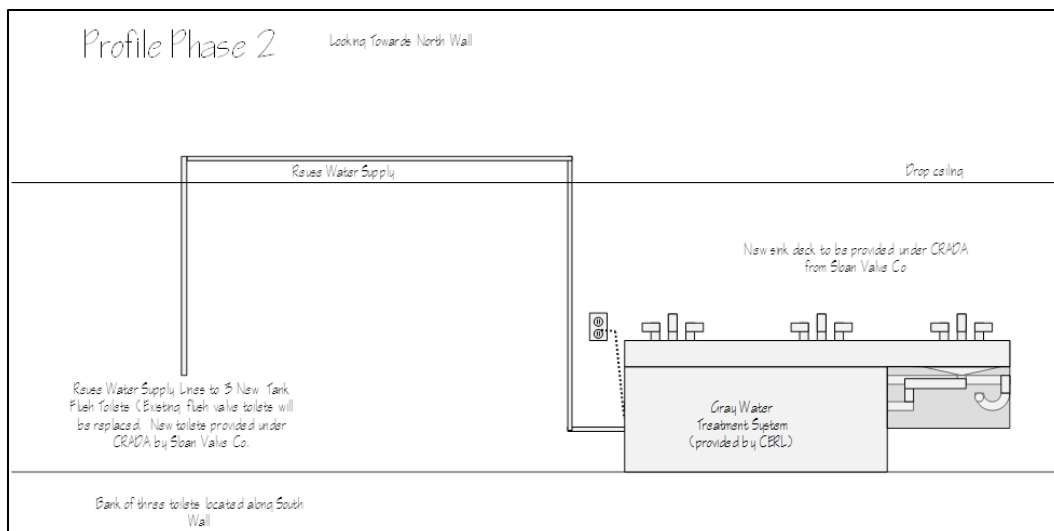 Profile Phase 2
Looking Towards North Wall
Reuse Water Supply
Drop ceiling
New sink deck to be provided under CRADA
from Sloan Valve Co
Reuse Water Supply Lines to 3 New Tank
Flush Toilets (Existing flush valve toilets will
be replaced. New toilets provided under
CRADA by Sloan Valve Co.
Gray Water
Treatment System
(provided by CERL)
Bank of three toilets located along South
Wall